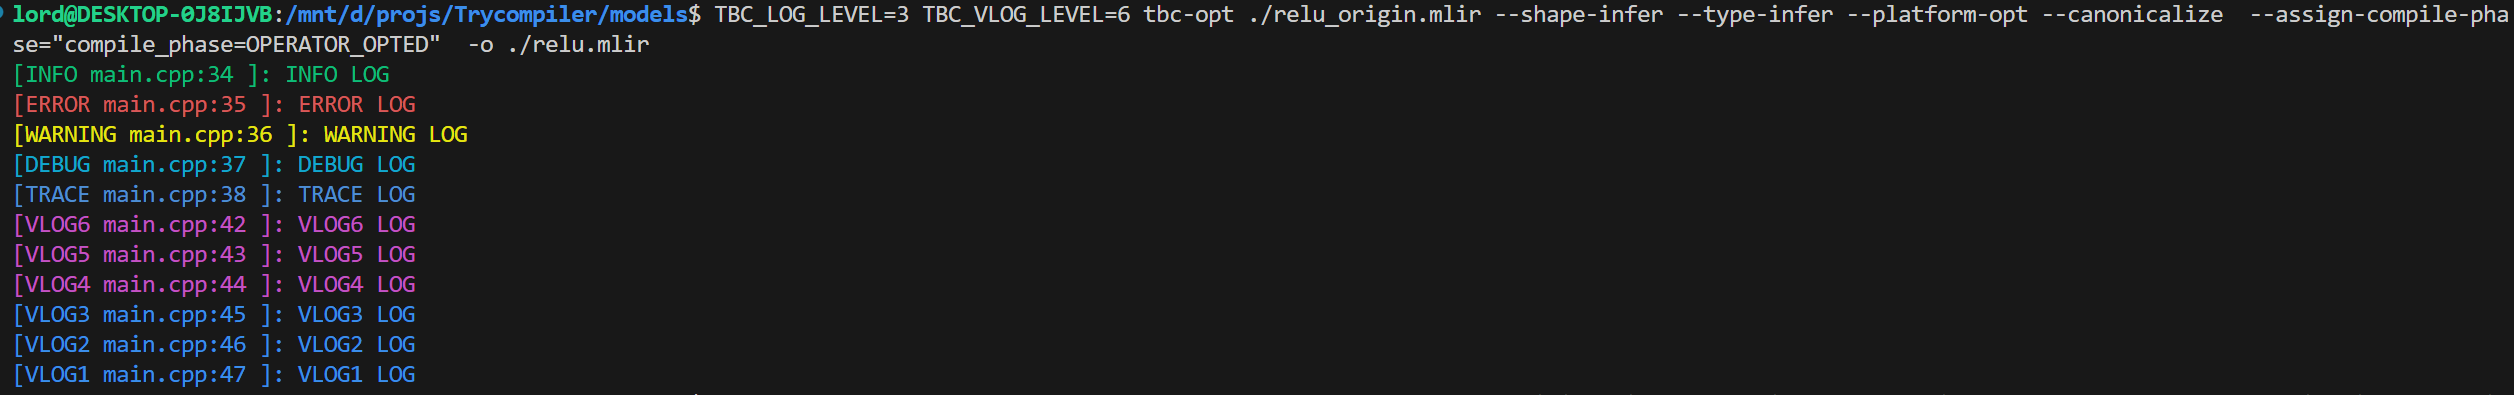 lord@DESKTOP-0J8IJVB:/mnt/d/projs/Trycompiler/models$ TBC_LOG_LEVEL=3 TBC_VLOG_LEVEL=6 tbc-opt ./relu_origin.mlir --shape-infer --type-infer --platform-opt --canonicalize  --assign-compile-pha
se="compile_phase=OPERATOR_OPTED"  -o ./relu.mlir
[INFO main.cpp:34 ]: INFO LOG
[ERROR main.cpp:35 ]: ERROR LOG
[WARNING main.cpp:36 ]: WARNING LOG
[DEBUG main.cpp:37 ]: DEBUG LOG
[TRACE main.cpp:38 ]: TRACE LOG
[VLOG6 main.cpp:42 ]: VLOG6 LOG
[VLOG5 main.cpp:43 ]: VLOG5 LOG
[VLOG4 main.cpp:44 ]: VLOG4 LOG
[VLOG3 main.cpp:45 ]: VLOG3 LOG
[VLOG2 main.cpp:46 ]: VLOG2 LOG
[VLOG1 main.cpp:47 ]: VLOG1 LOG